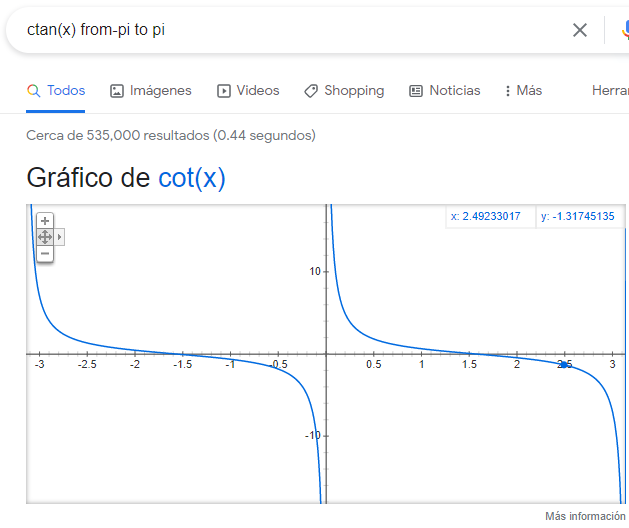 ctan(x) from-pi to pi
Todos Imágenes Videos Shopping Noticias Más Herra
Cerca de 535,000 resultados (0.44 segundos)
Gráfico de cot(x)
x: 2.49233017 y: -1.31745135
10
-3 -2.5 -2 -1.5 -1 -0.5 0.5 1 1.5 2 2.5 3
-10
Más información